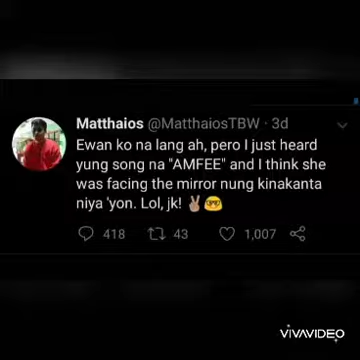 Matthaios @MatthaiosTBW · 3d
Ewan ko na lang ah, pero I just heard
yung song na "AMFEE" and I think she
was facing the mirror nung kinakanta
niya 'yon. Lol, jk! ✌🏽🤓
418 43 1,007
VIVAVIDEO